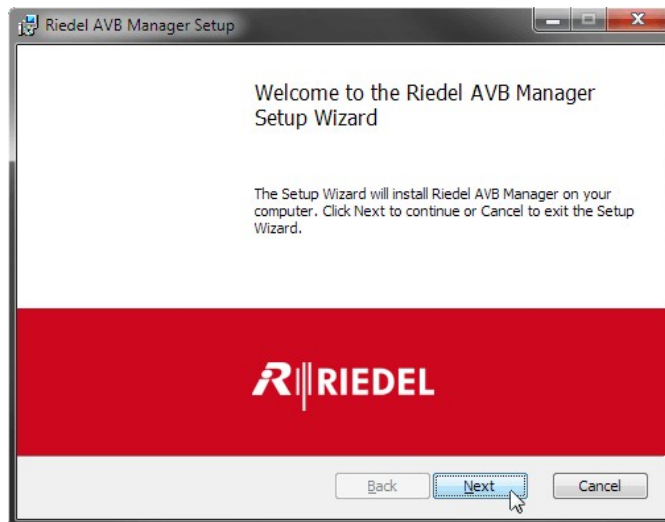 Riedel AVB Manager Setup
Welcome to the Riedel AVB Manager
Setup Wizard
The Setup Wizard will install Riedel AVB Manager on your
computer. Click Next to continue or Cancel to exit the Setup
Wizard.
RIEDEL
Back
Next
Cancel